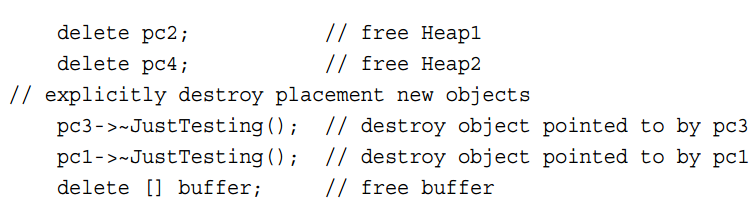 delete pc2; // free Heap1
delete pc4; // free Heap2
// explicitly destroy placement new objects
pc3->~JustTesting(); // destroy object pointed to by pc3
pc1->~JustTesting(); // destroy object pointed to by pc1
delete [] buffer; // free buffer